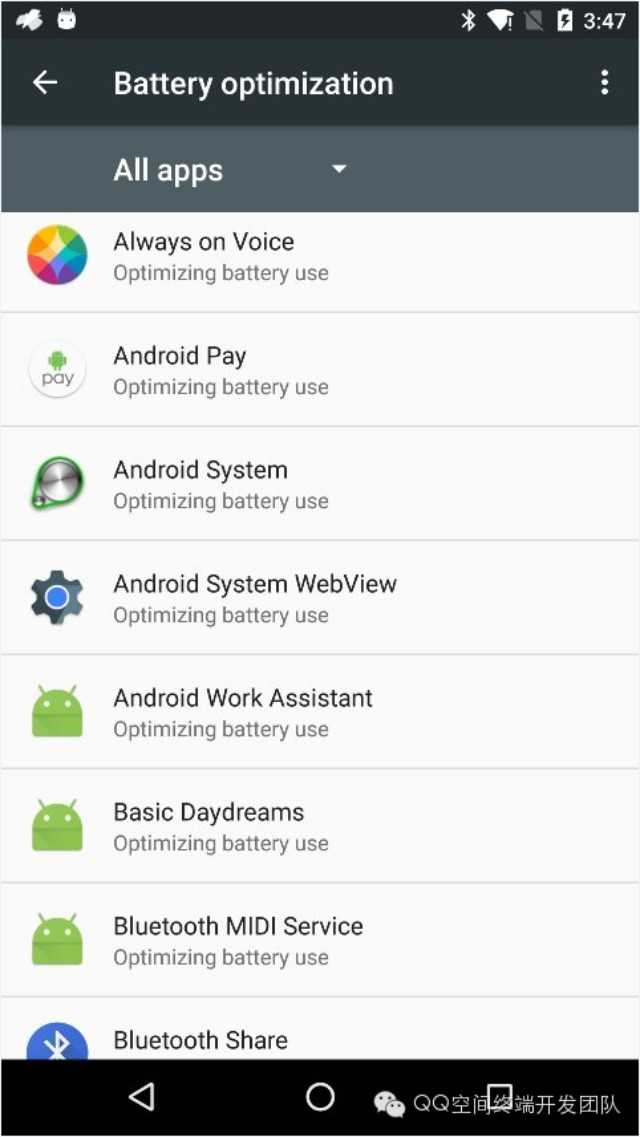 3:47
Battery optimization
All apps
Always on Voice
Optimizing battery use
pay
Android Pay
Optimizing battery use
Android System
Optimizing battery use
Android System WebView
Optimizing battery use
Android Work Assistant
Optimizing battery use
Basic Daydreams
Optimizing battery use
Bluetooth MIDI Service
Optimizing battery use
Bluetooth Share
QQ空间终端开发团队